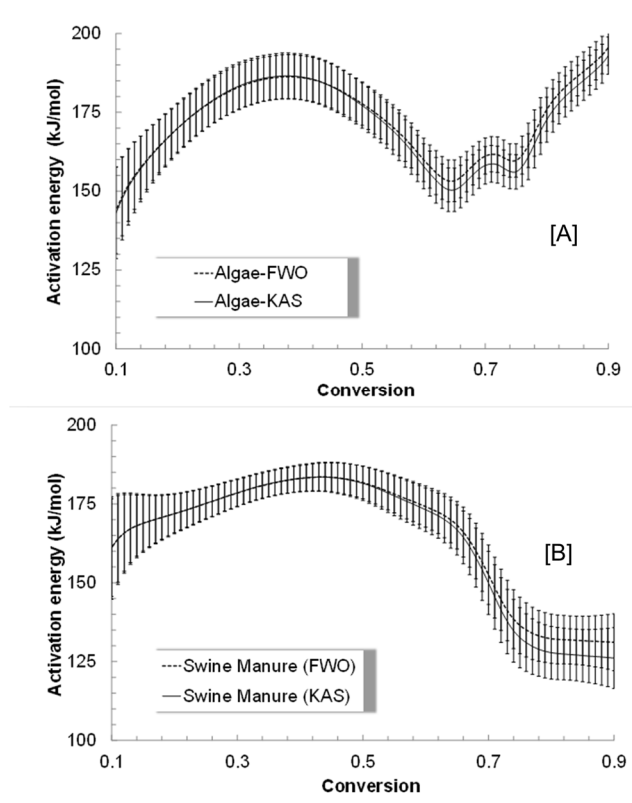 200
175
150
125
100
Activation energy (kJ/mol)
[A]
Algae-FWO
Algae-KAS
0.1 0.3 0.5 0.7 0.9
Conversion
200
175
150
125
100
Activation energy (kJ/mol)
[B]
Swine Manure (FWO)
Swine Manure (KAS)
0.1 0.3 0.5 0.7 0.9
Conversion